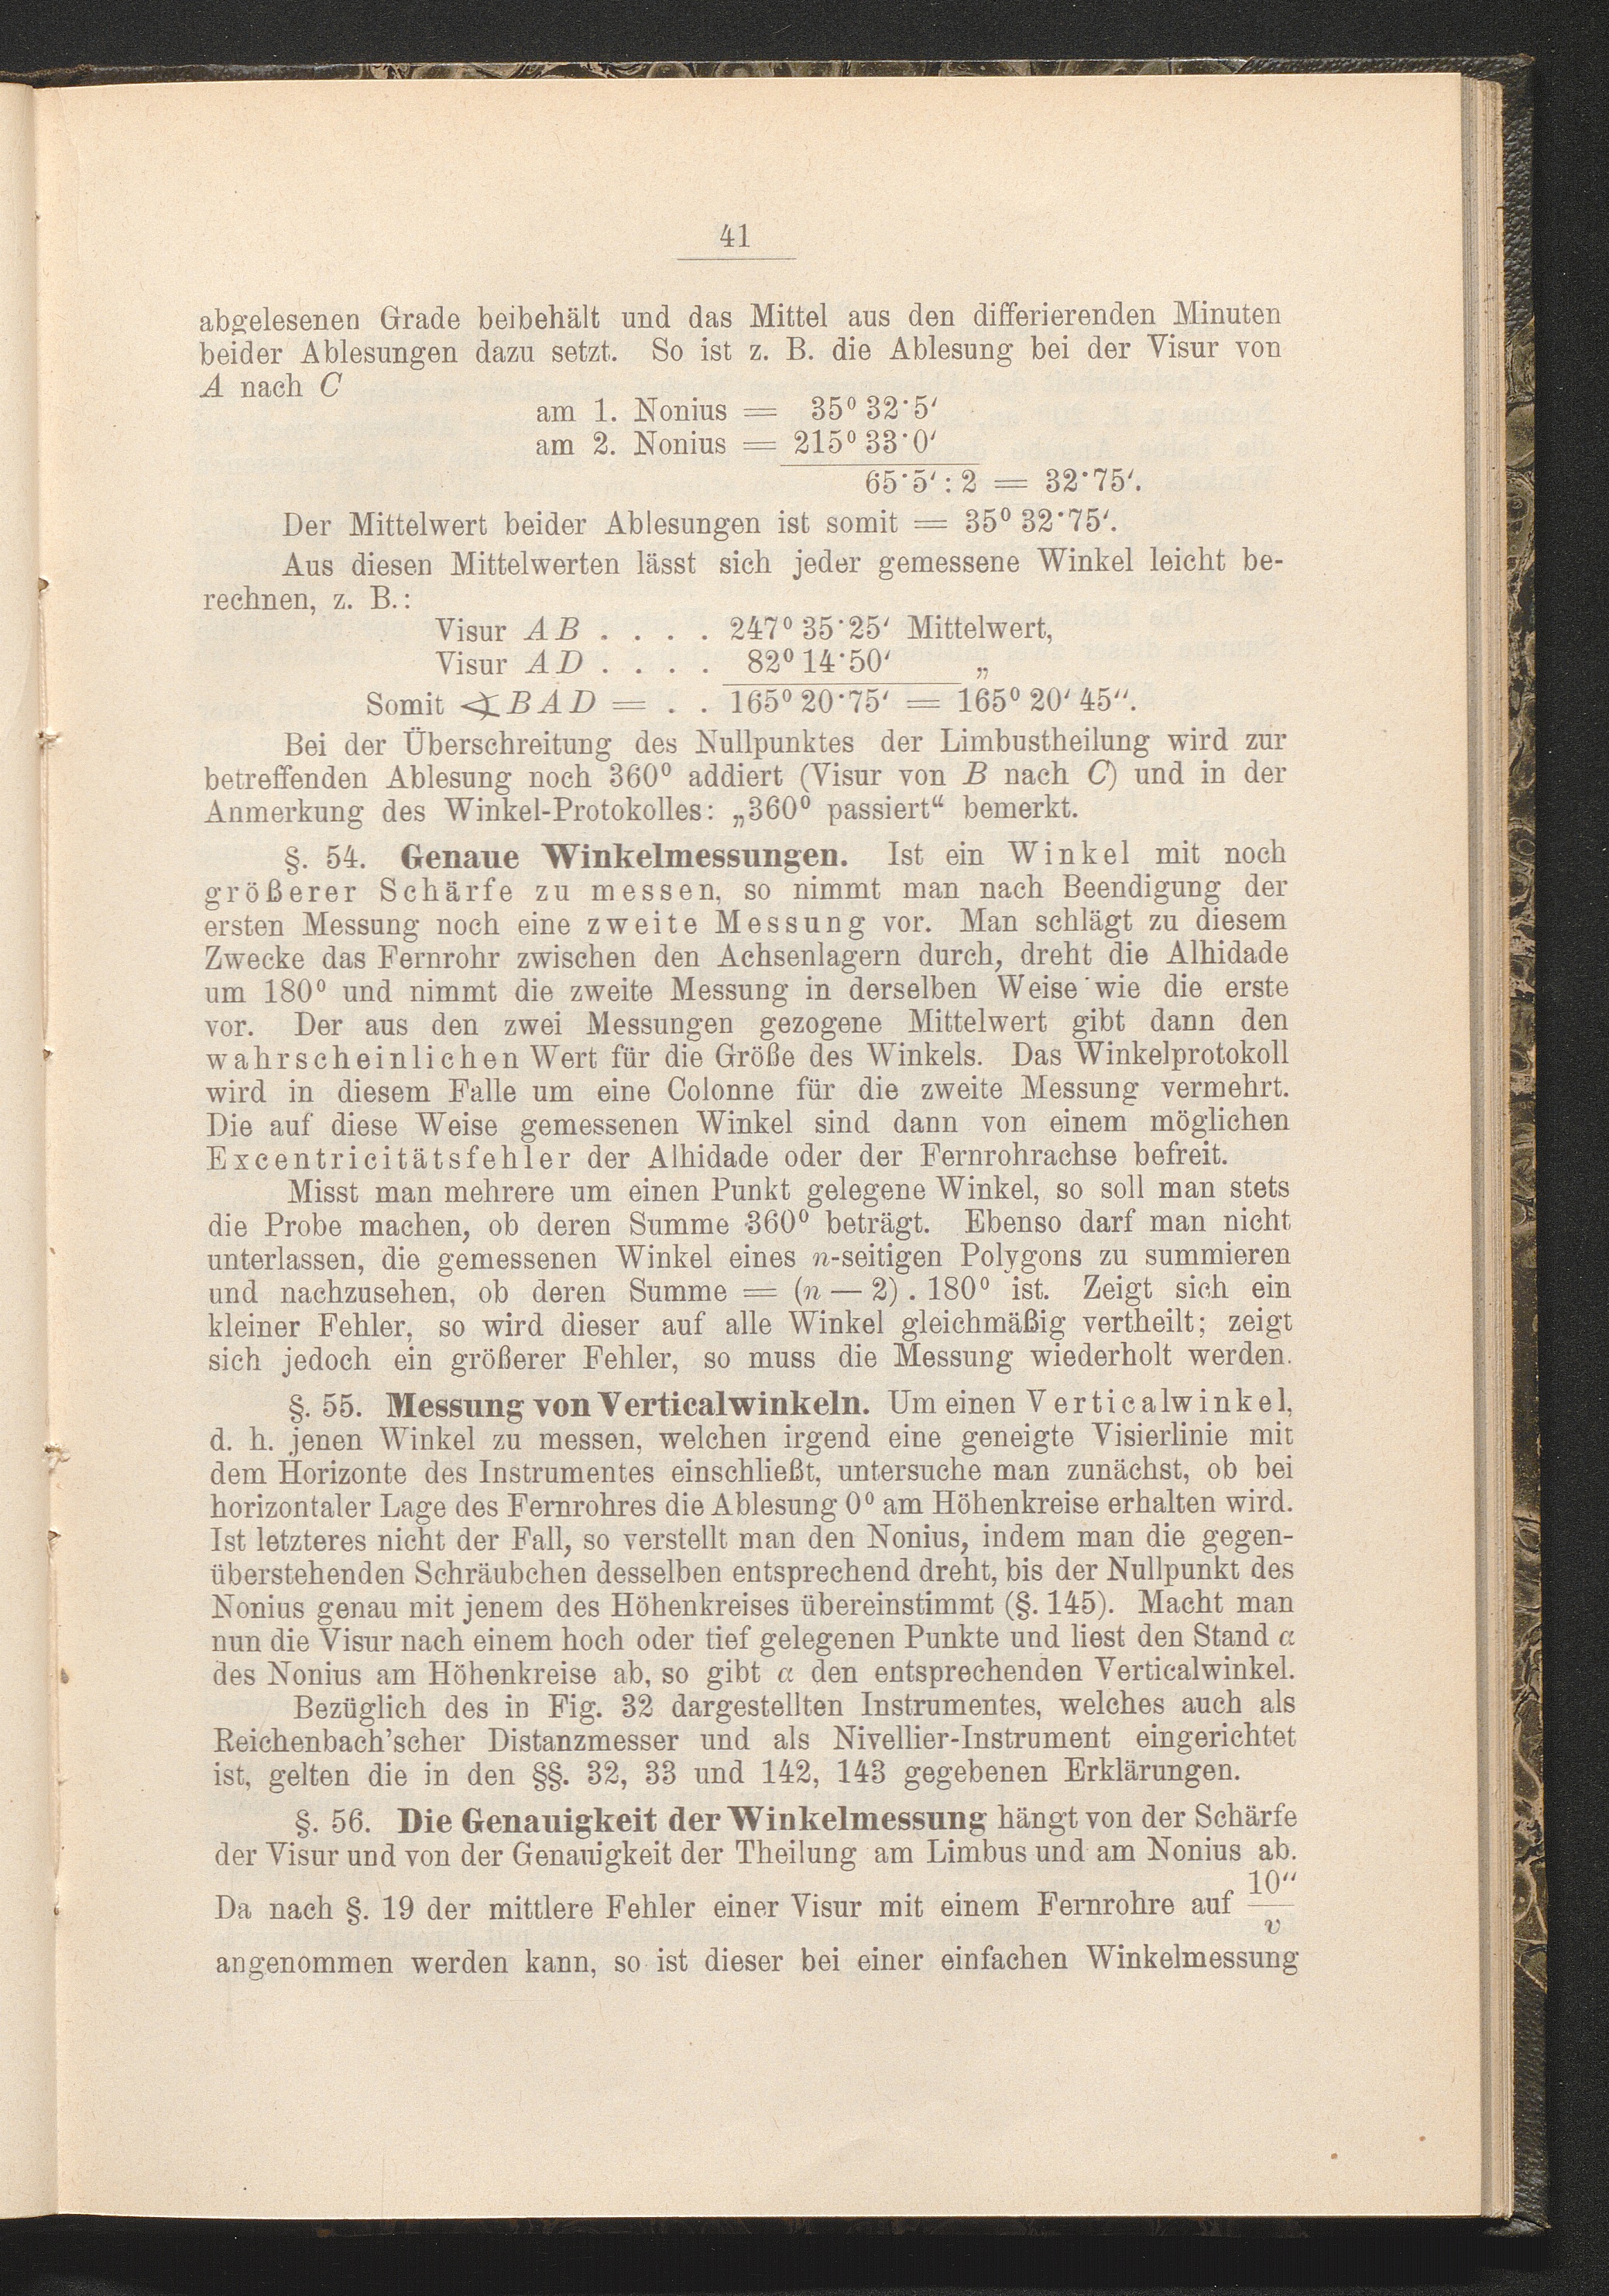 41
abgelesenen Grade beibehält und das Mittel aus den differierenden Minuten
beider Ablesungen dazu setzt. So ist z. B. die Ablesung bei der Visur von
A nach C
am 1. Nonius = 35⁰ 32·5′
am 2. Nonius = 215⁰ 33·0′
65·5′ : 2 = 32·75′.
Der Mittelwert beider Ablesungen ist somit = 35⁰ 32·75′.
Aus diesen Mittelwerten lässt sich jeder gemessene Winkel leicht be-
rechnen, z. B.:
Visur A B . . . . 247⁰ 35·25′ Mittelwert,
Visur A D . . . . 82⁰ 14·50′ „
Somit ∢ B A D = . . 165⁰ 20·75′ = 165⁰ 20′ 45″.
Bei der Überschreitung des Nullpunktes der Limbustheilung wird zur
betreffenden Ablesung noch 360⁰ addiert (Visur von B nach C) und in der
Anmerkung des Winkel-Protokolles: „360⁰ passiert“ bemerkt.
§. 54. Genaue Winkelmessungen. Ist ein Winkel mit noch
größerer Schärfe zu messen, so nimmt man nach Beendigung der
ersten Messung noch eine zweite Messung vor. Man schlägt zu diesem
Zwecke das Fernrohr zwischen den Achsenlagern durch, dreht die Alhidade
um 180⁰ und nimmt die zweite Messung in derselben Weise wie die erste
vor. Der aus den zwei Messungen gezogene Mittelwert gibt dann den
wahrscheinlichen Wert für die Größe des Winkels. Das Winkelprotokoll
wird in diesem Falle um eine Colonne für die zweite Messung vermehrt.
Die auf diese Weise gemessenen Winkel sind dann von einem möglichen
Excentricitätsfehler der Alhidade oder der Fernrohrachse befreit.
Misst man mehrere um einen Punkt gelegene Winkel, so soll man stets
die Probe machen, ob deren Summe 360⁰ beträgt. Ebenso darf man nicht
unterlassen, die gemessenen Winkel eines n-seitigen Polygons zu summieren
und nachzusehen, ob deren Summe = (n — 2) . 180⁰ ist. Zeigt sich ein
kleiner Fehler, so wird dieser auf alle Winkel gleichmäßig vertheilt; zeigt
sich jedoch ein größerer Fehler, so muss die Messung wiederholt werden.
§. 55. Messung von Verticalwinkeln. Um einen Verticalwinkel,
d. h. jenen Winkel zu messen, welchen irgend eine geneigte Visierlinie mit
dem Horizonte des Instrumentes einschließt, untersuche man zunächst, ob bei
horizontaler Lage des Fernrohres die Ablesung 0⁰ am Höhenkreise erhalten wird.
Ist letzteres nicht der Fall, so verstellt man den Nonius, indem man die gegen-
überstehenden Schräubchen desselben entsprechend dreht, bis der Nullpunkt des
Nonius genau mit jenem des Höhenkreises übereinstimmt (§. 145). Macht man
nun die Visur nach einem hoch oder tief gelegenen Punkte und liest den Stand α
des Nonius am Höhenkreise ab, so gibt α den entsprechenden Verticalwinkel.
Bezüglich des in Fig. 32 dargestellten Instrumentes, welches auch als
Reichenbach’scher Distanzmesser und als Nivellier-Instrument eingerichtet
ist, gelten die in den §§. 32, 33 und 142, 143 gegebenen Erklärungen.
§. 56. Die Genauigkeit der Winkelmessung hängt von der Schärfe
der Visur und von der Genauigkeit der Theilung am Limbus und am Nonius ab.
Da nach §. 19 der mittlere Fehler einer Visur mit einem Fernrohre auf 10″/v
angenommen werden kann, so ist dieser bei einer einfachen Winkelmessung